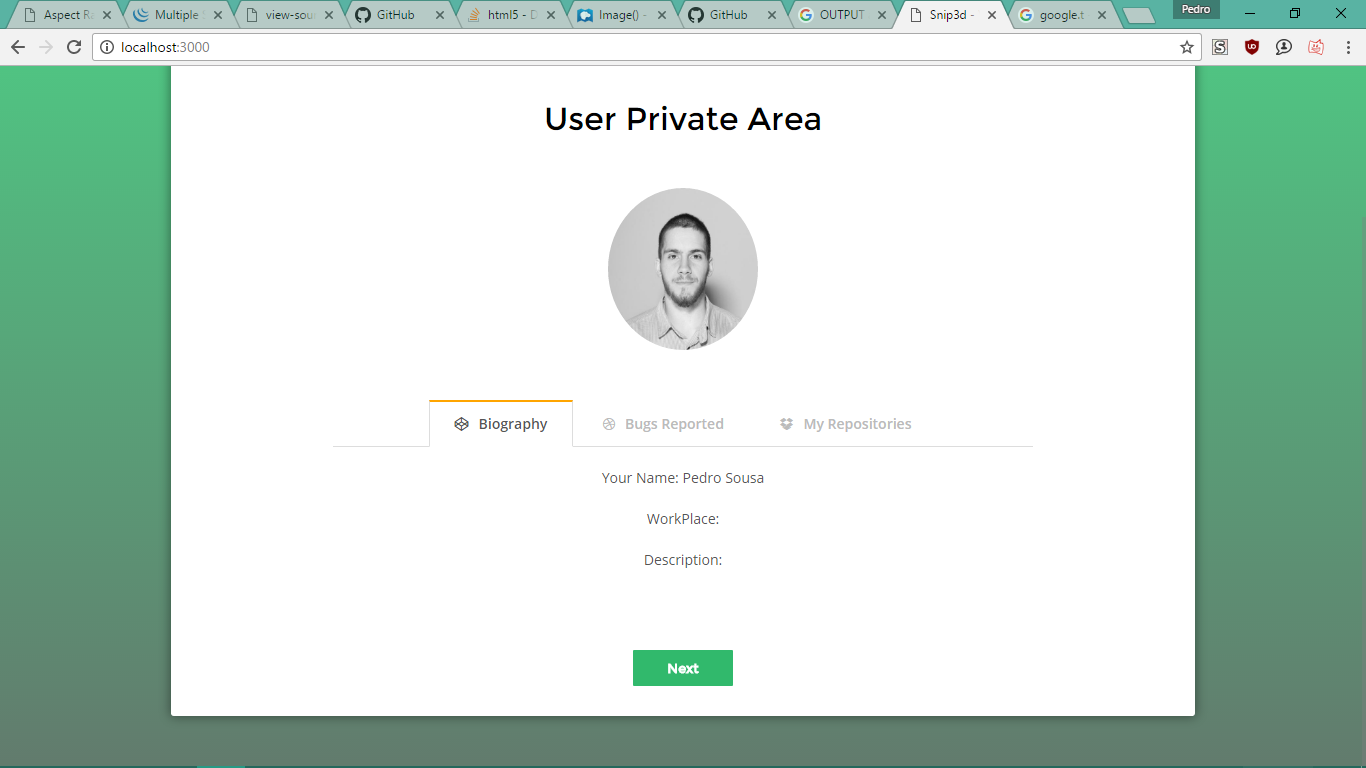 Aspect Ra Multiple view-sou GitHub html5 - D Image() - GitHub OUTPUT Snip3d - google.t Pedro
localhost:3000
User Private Area
Biography Bugs Reported My Repositories
Your Name: Pedro Sousa
WorkPlace:
Description:
Next